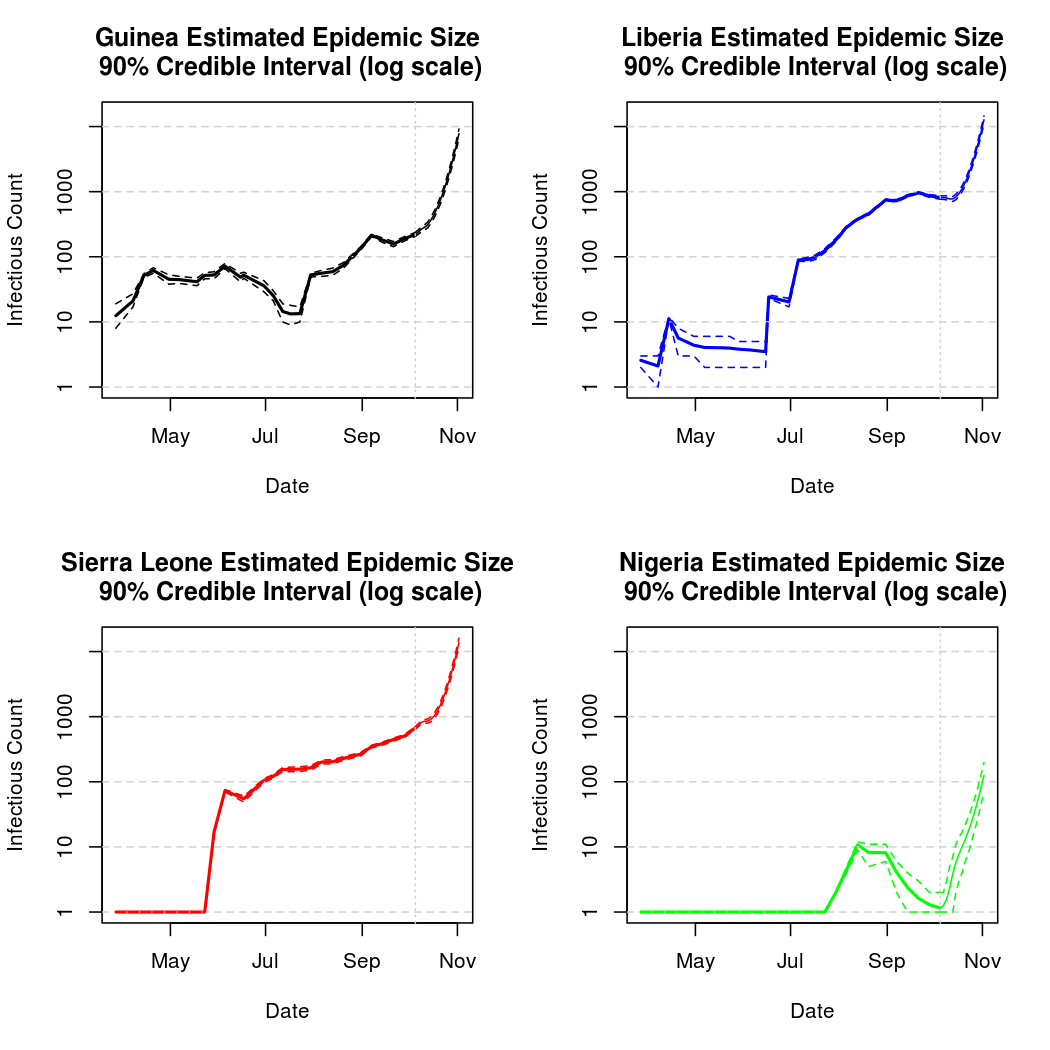 Guinea Estimated Epidemic Size
90% Credible Interval (log scale)
Infectious Count
1000
100
10
1
May
Jul
Sep
Nov
Date
Liberia Estimated Epidemic Size
90% Credible Interval (log scale)
Infectious Count
1000
100
10
1
May
Jul
Sep
Nov
Date
Sierra Leone Estimated Epidemic Size
90% Credible Interval (log scale)
Infectious Count
1000
100
10
1
May
Jul
Sep
Nov
Date
Nigeria Estimated Epidemic Size
90% Credible Interval (log scale)
Infectious Count
1000
100
10
1
May
Jul
Sep
Nov
Date